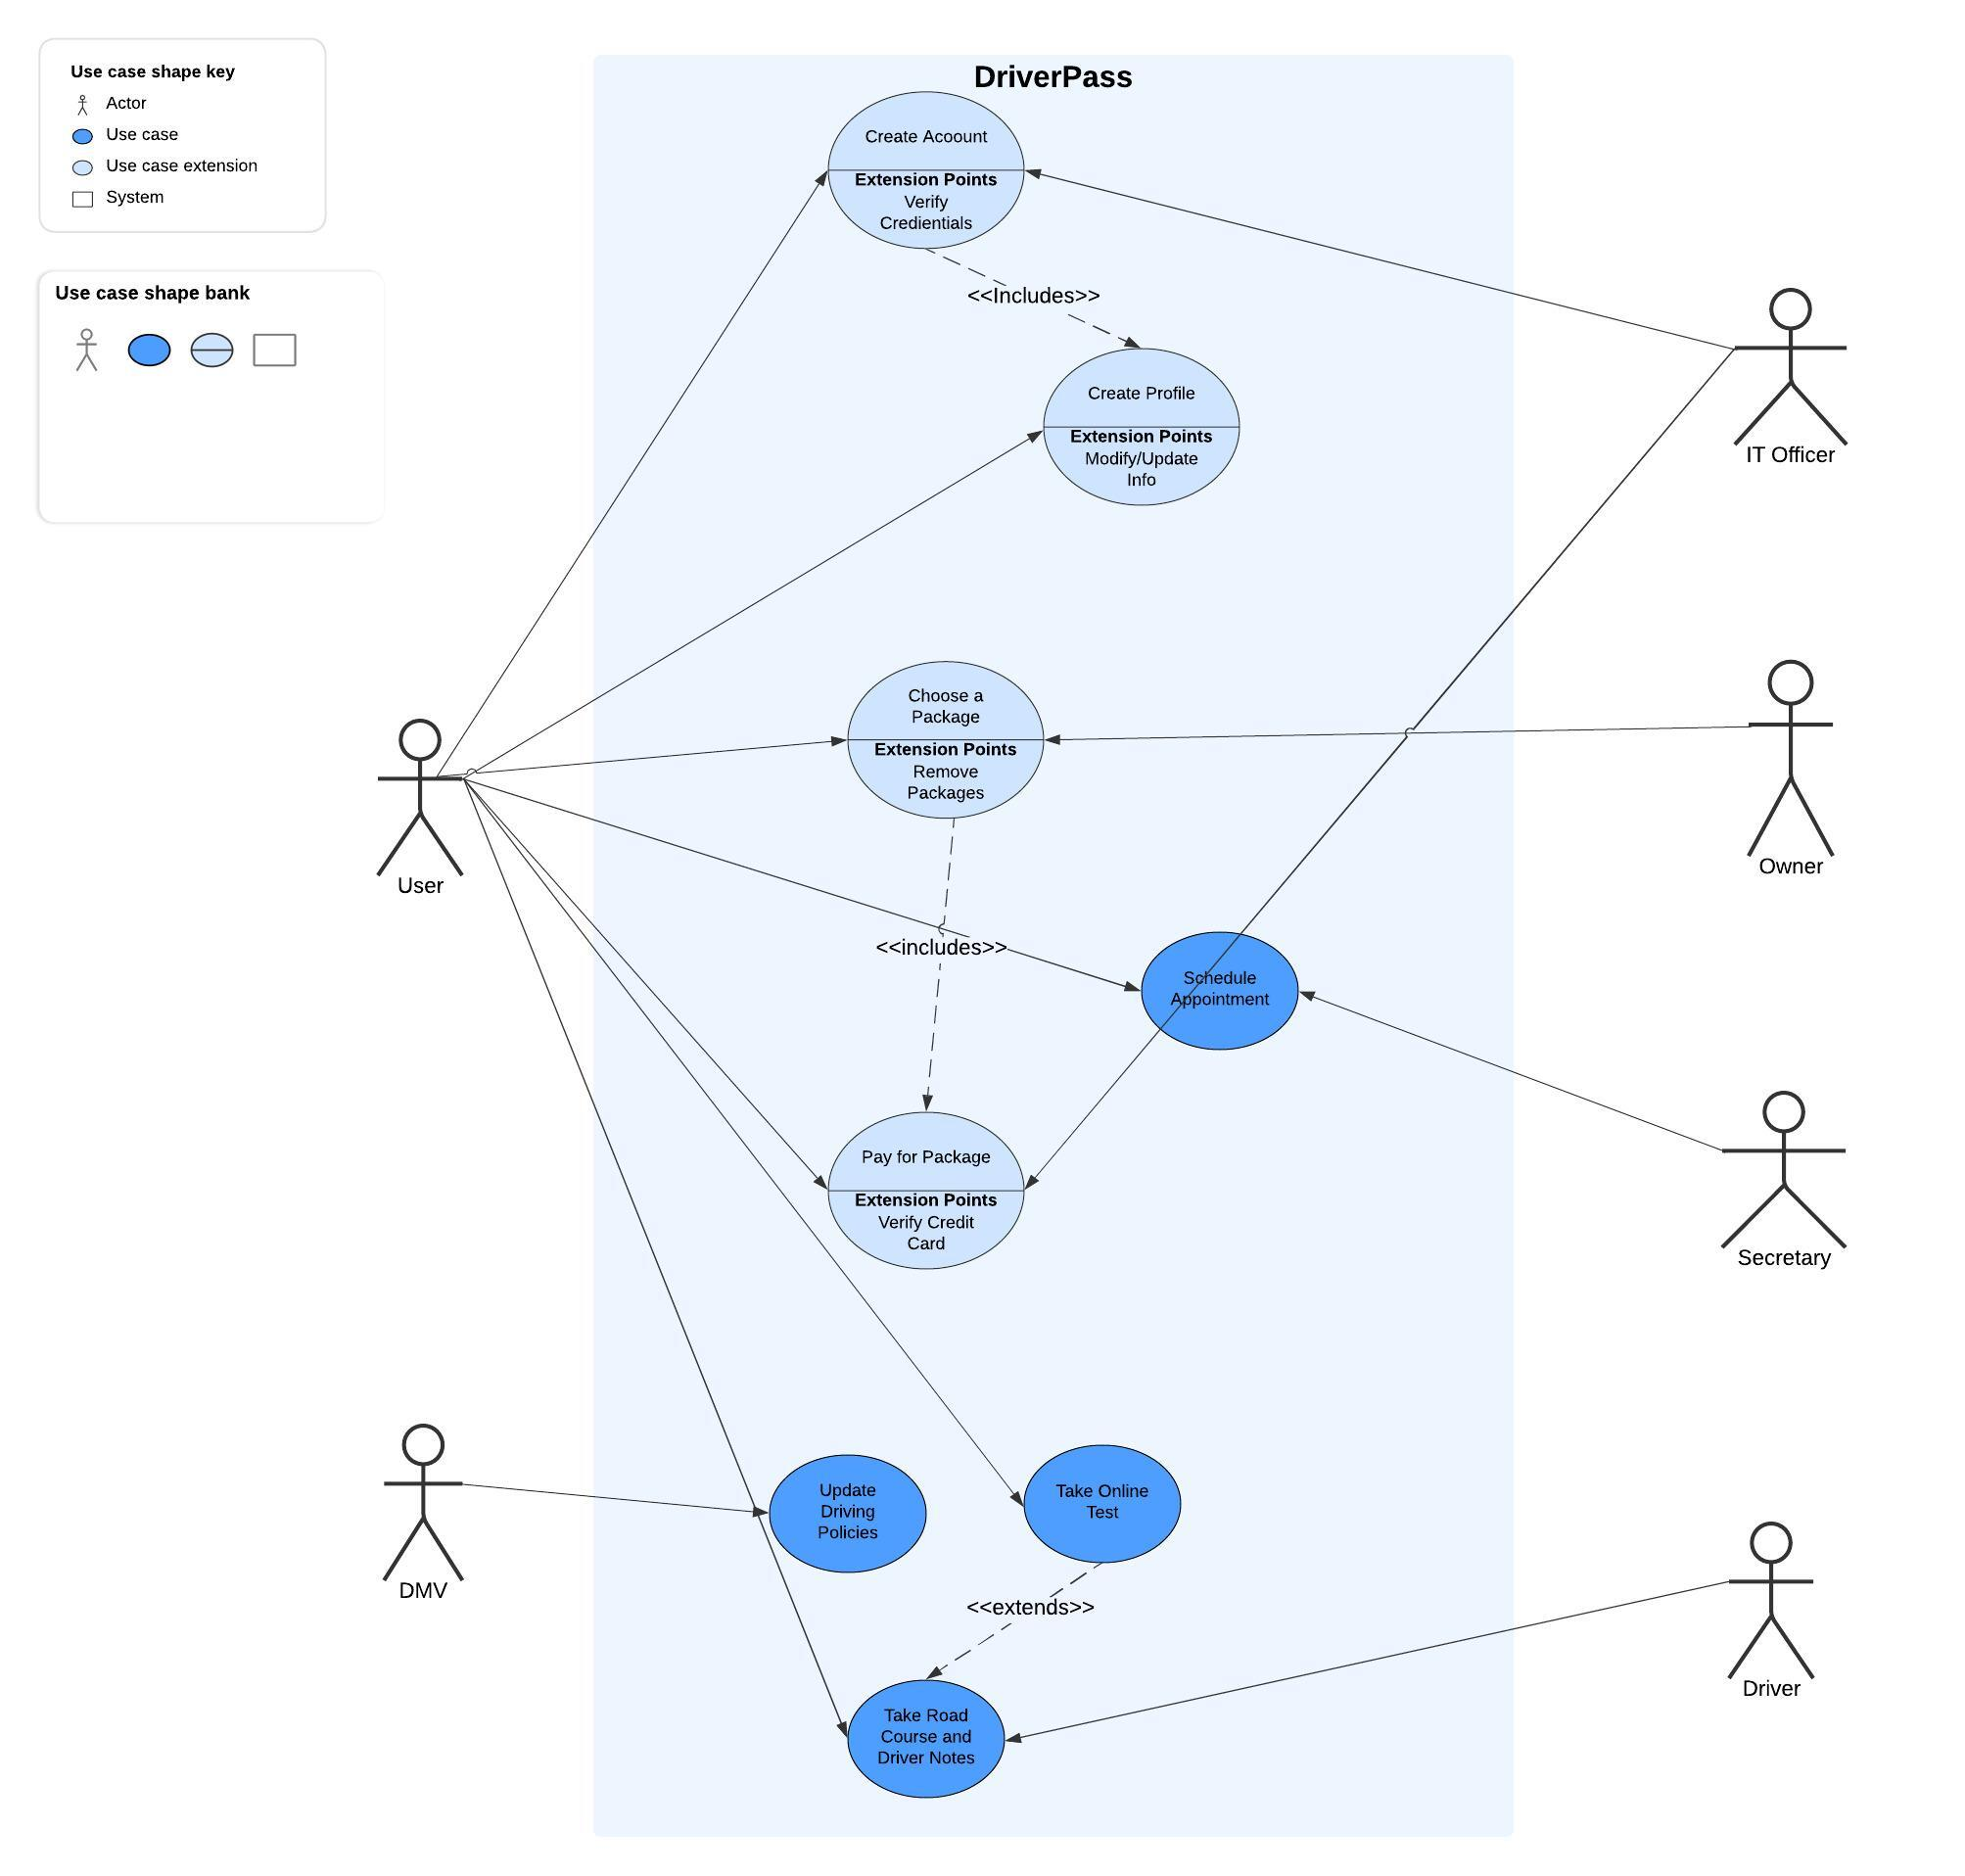 Use case shape key
Actor
Use case
Use case extension
System
Use case shape bank
DriverPass
Create Acoount
Extension Points
Verify
Credientials
<<Includes>>
Create Profile
Extension Points
Modify/Update
Info
IT Officer
Choose a
Package
Extension Points
Remove
Packages
User
Owner
<<includes>>
Schedule
Appointment
Pay for Package
Extension Points
Verify Credit
Card
Secretary
Update
Driving
Policies
Take Online
Test
DMV
<<extends>>
Driver
Take Road
Course and
Driver Notes